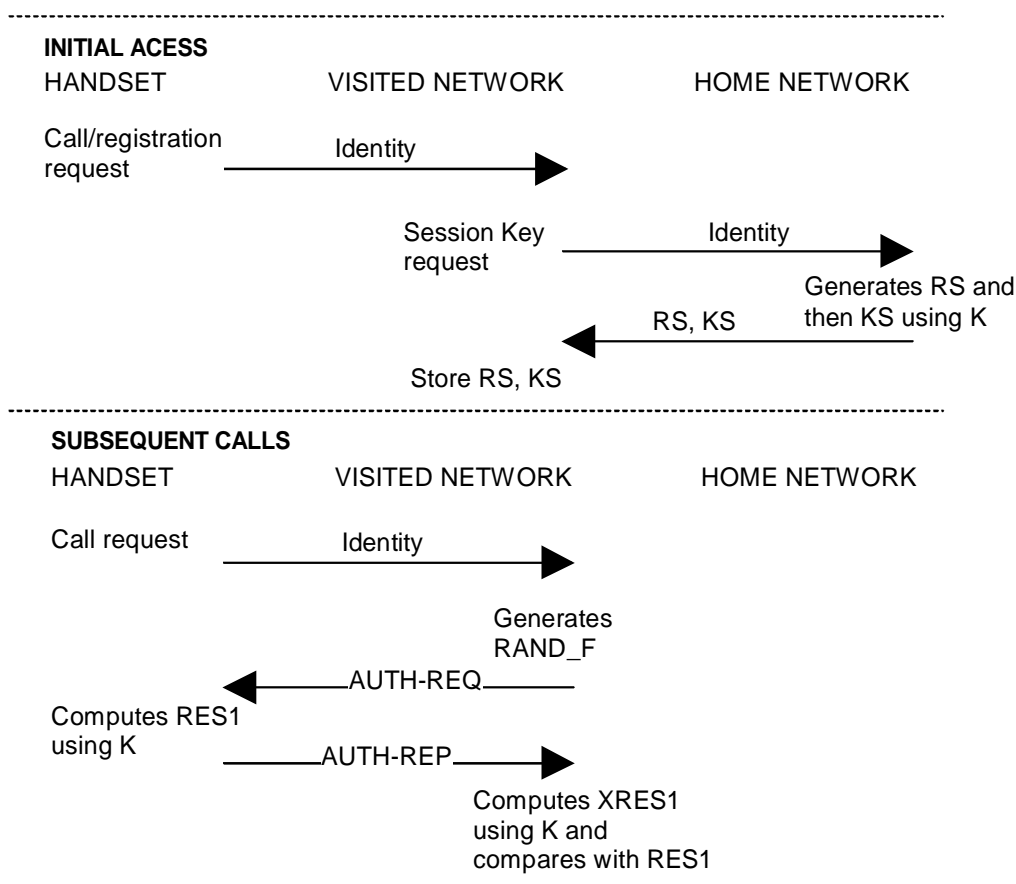 INITIAL ACESS
HANDSET VISITED NETWORK HOME NETWORK
Call/registration
request
Identity
Session Key
request
Identity
Generates RS and
then KS using K
RS, KS
Store RS, KS
SUBSEQUENT CALLS
HANDSET VISITED NETWORK HOME NETWORK
Call request
Identity
Generates
RAND_F
AUTH-REQ
Computes RES1
using K
AUTH-REP
Computes XRES1
using K and
compares with RES1